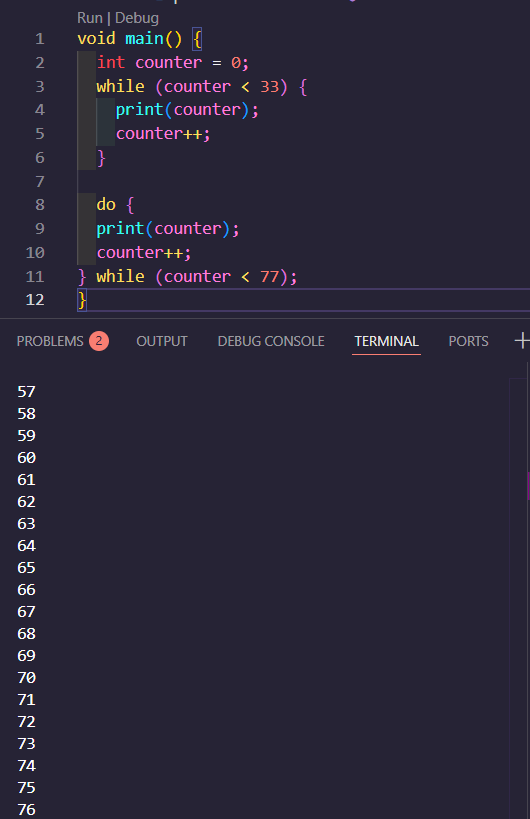 Run | Debug
1 void main() {
2 int counter = 0;
3 while (counter < 33) {
4 print(counter);
5 counter++;
6 }
7
8 do {
9 print(counter);
10 counter++;
11 } while (counter < 77);
12 }
PROBLEMS 2 OUTPUT DEBUG CONSOLE TERMINAL PORTS +
57
58
59
60
61
62
63
64
65
66
67
68
69
70
71
72
73
74
75
76